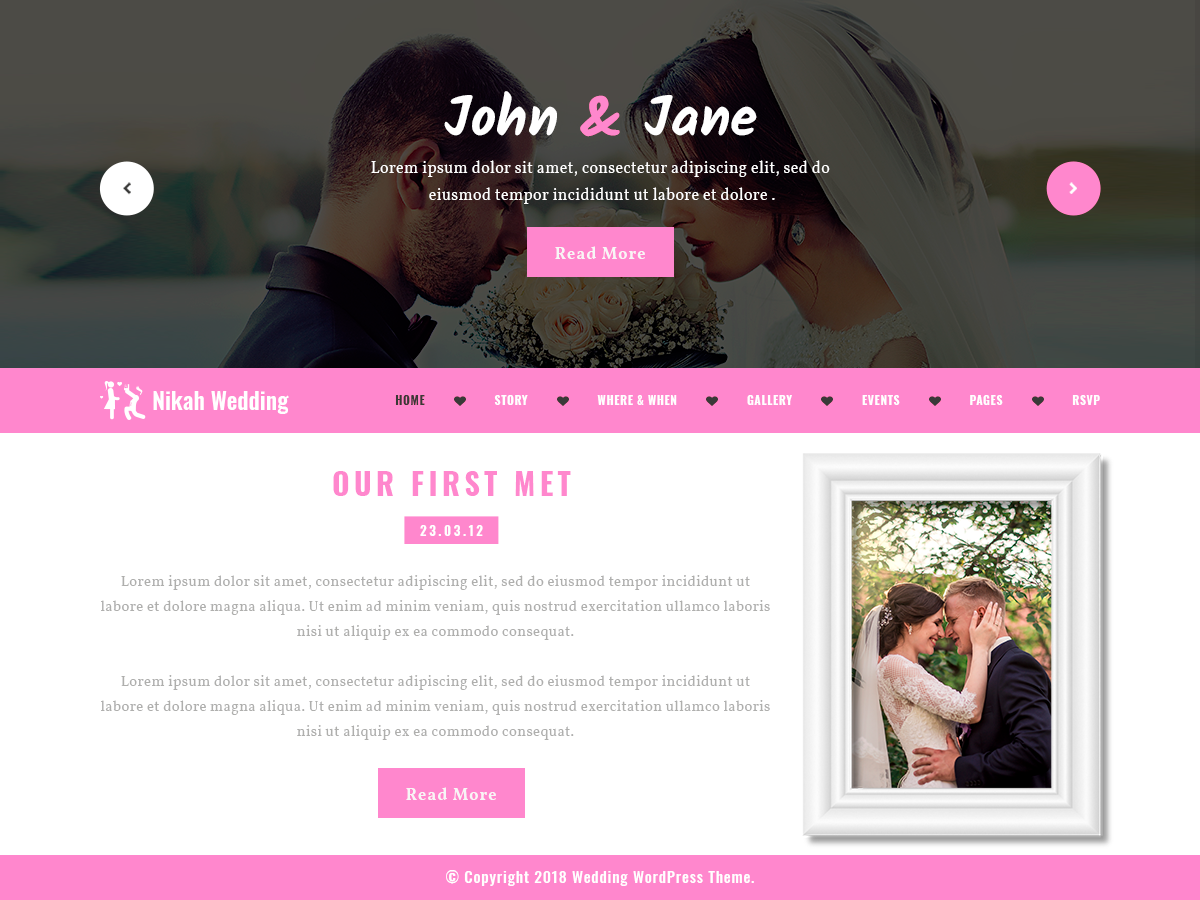 John & Jane
Lorem ipsum dolor sit amet, consectetur adipiscing elit, sed do
eiusmod tempor incididunt ut labore et dolore .
Read More
Nikah Wedding
HOME STORY WHERE & WHEN GALLERY EVENTS PAGES RSVP
OUR FIRST MET
23.03.12
Lorem ipsum dolor sit amet, consectetur adipiscing elit, sed do eiusmod tempor incididunt ut
labore et dolore magna aliqua. Ut enim ad minim veniam, quis nostrud exercitation ullamco laboris
nisi ut aliquip ex ea commodo consequat.
Lorem ipsum dolor sit amet, consectetur adipiscing elit, sed do eiusmod tempor incididunt ut
labore et dolore magna aliqua. Ut enim ad minim veniam, quis nostrud exercitation ullamco laboris
nisi ut aliquip ex ea commodo consequat.
Read More
© Copyright 2018 Wedding WordPress Theme.